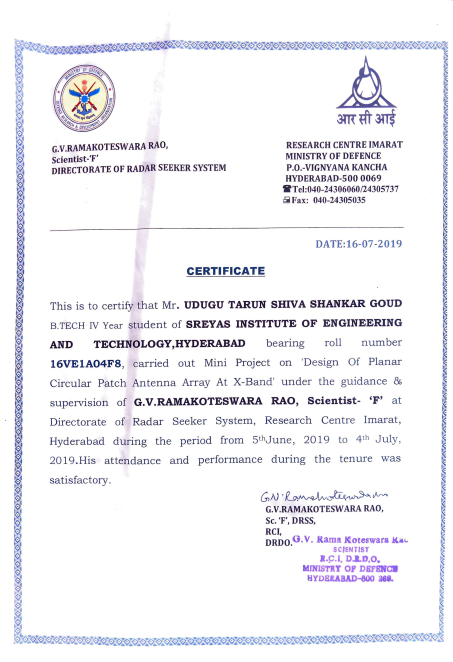 MINISTRY OF DEFENCE
आर सी आई
G.V.RAMAKOTESWARA RAO,
Scientist-'F'
DIRECTORATE OF RADAR SEEKER SYSTEM
RESEARCH CENTRE IMARAT
MINISTRY OF DEFENCE
P.O.-VIGNYANA KANCHA
HYDERABAD-500 0069
Tel:040-24306060/24305737
Fax: 040-24305035
DATE:16-07-2019
CERTIFICATE
This is to certify that Mr. UDUGU TARUN SHIVA SHANKAR GOUD
B.TECH IV Year student of SREYAS INSTITUTE OF ENGINEERING
AND TECHNOLOGY,HYDERABAD bearing roll number
16VE1A04F8, carried out Mini Project on 'Design Of Planar
Circular Patch Antenna Array At X-Band' under the guidance &
supervision of G.V.RAMAKOTESWARA RAO, Scientist- 'F' at
Directorate of Radar Seeker System, Research Centre Imarat,
Hyderabad during the period from 5thJune, 2019 to 4th July,
2019.His attendance and performance during the tenure was
satisfactory.
G.V.RAMAKOTESWARA RAO,
Sc. 'F', DRSS,
RCI,
DRDO.
G.V. Rama Koteswara Rao
SCIENTIST
R.C.I, D.R.D.O,
MINISTRY OF DEFENCE
HYDERABAD-500